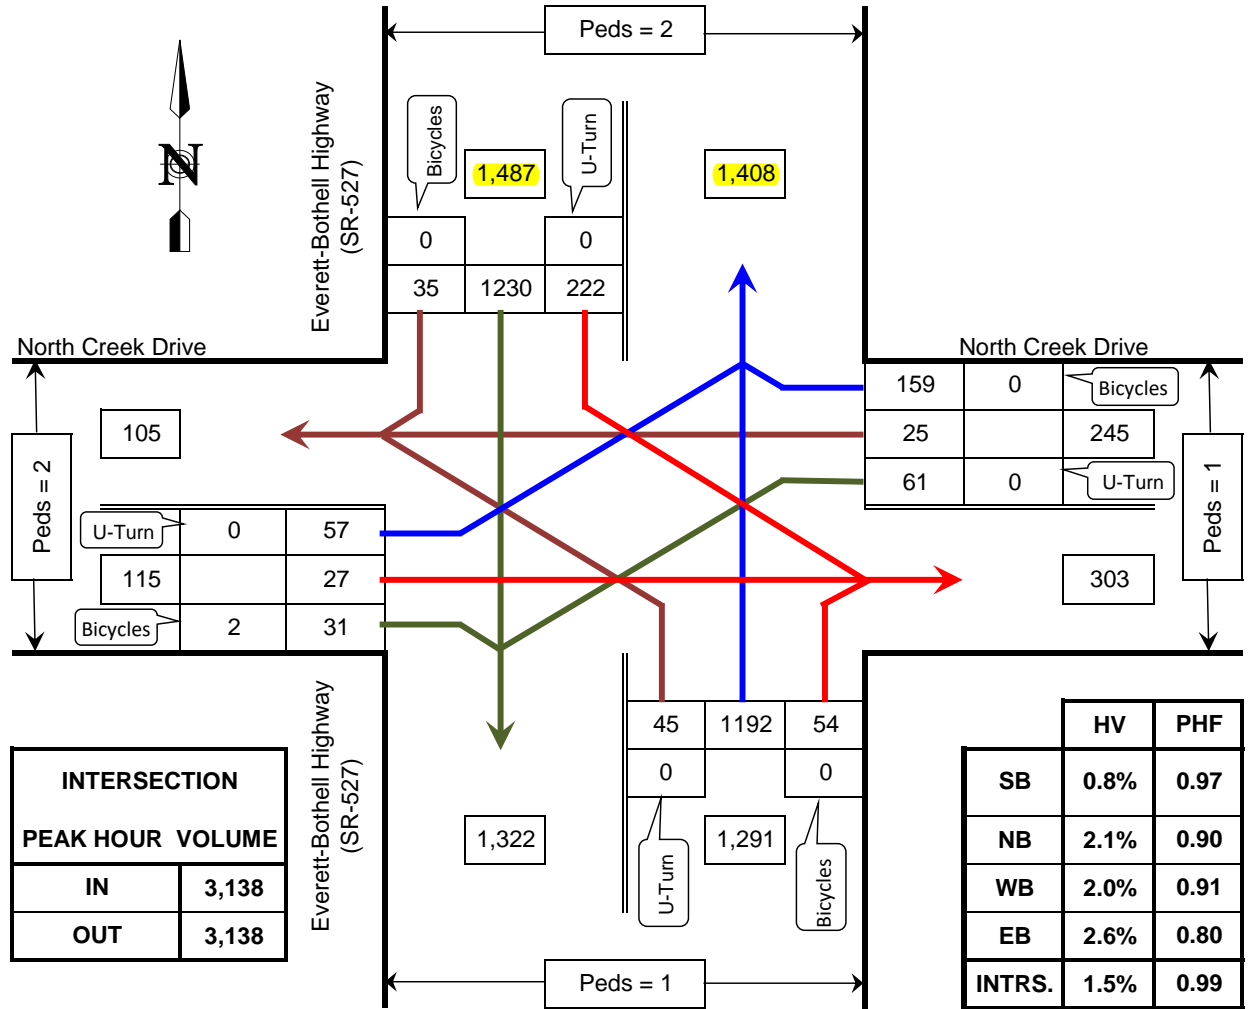 Peds = 2
N
Everett-Bothell Highway
(SR-527)
Bicycles
1,487
U-Turn
1,408
0
0
35
1230
222
North Creek Drive
North Creek Drive
159
0
Bicycles
105
25
245
61
0
U-Turn
Peds = 2
Peds = 1
U-Turn
0
57
115
27
303
Bicycles
2
31
45
1192
54
0
0
Everett-Bothell Highway
(SR-527)
1,322
1,291
U-Turn
Bicycles
INTERSECTION
PEAK HOUR VOLUME
IN 3,138
OUT 3,138
HV PHF
SB 0.8% 0.97
NB 2.1% 0.90
WB 2.0% 0.91
EB 2.6% 0.80
INTRS. 1.5% 0.99
Peds = 1